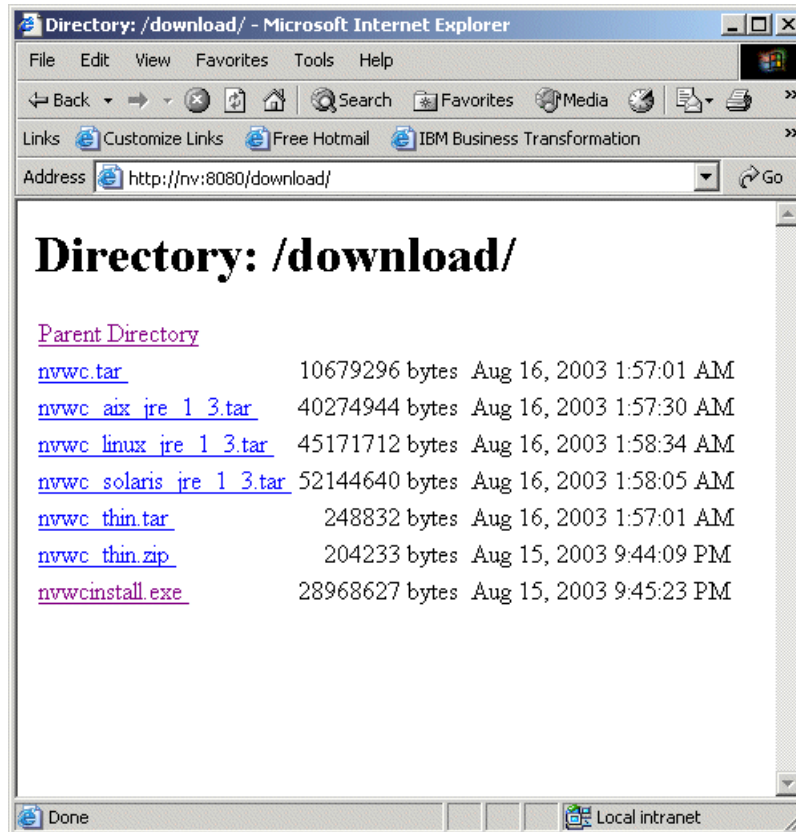 Directory: /download/ - Microsoft Internet Explorer
File Edit View Favorites Tools Help
Back Search Favorites Media »
Links Customize Links Free Hotmail IBM Business Transformation »
Address http://nv:8080/download/ Go
Directory: /download/
Parent Directory
nvwc.tar 10679296 bytes Aug 16, 2003 1:57:01 AM
nvwc_aix_jre_1_3.tar 40274944 bytes Aug 16, 2003 1:57:30 AM
nvwc_linux_jre_1_3.tar 45171712 bytes Aug 16, 2003 1:58:34 AM
nvwc_solaris_jre_1_3.tar 52144640 bytes Aug 16, 2003 1:58:05 AM
nvwc_thin.tar 248832 bytes Aug 16, 2003 1:57:01 AM
nvwc_thin.zip 204233 bytes Aug 15, 2003 9:44:09 PM
nvwcinstall.exe 28968627 bytes Aug 15, 2003 9:45:23 PM
Done Local intranet